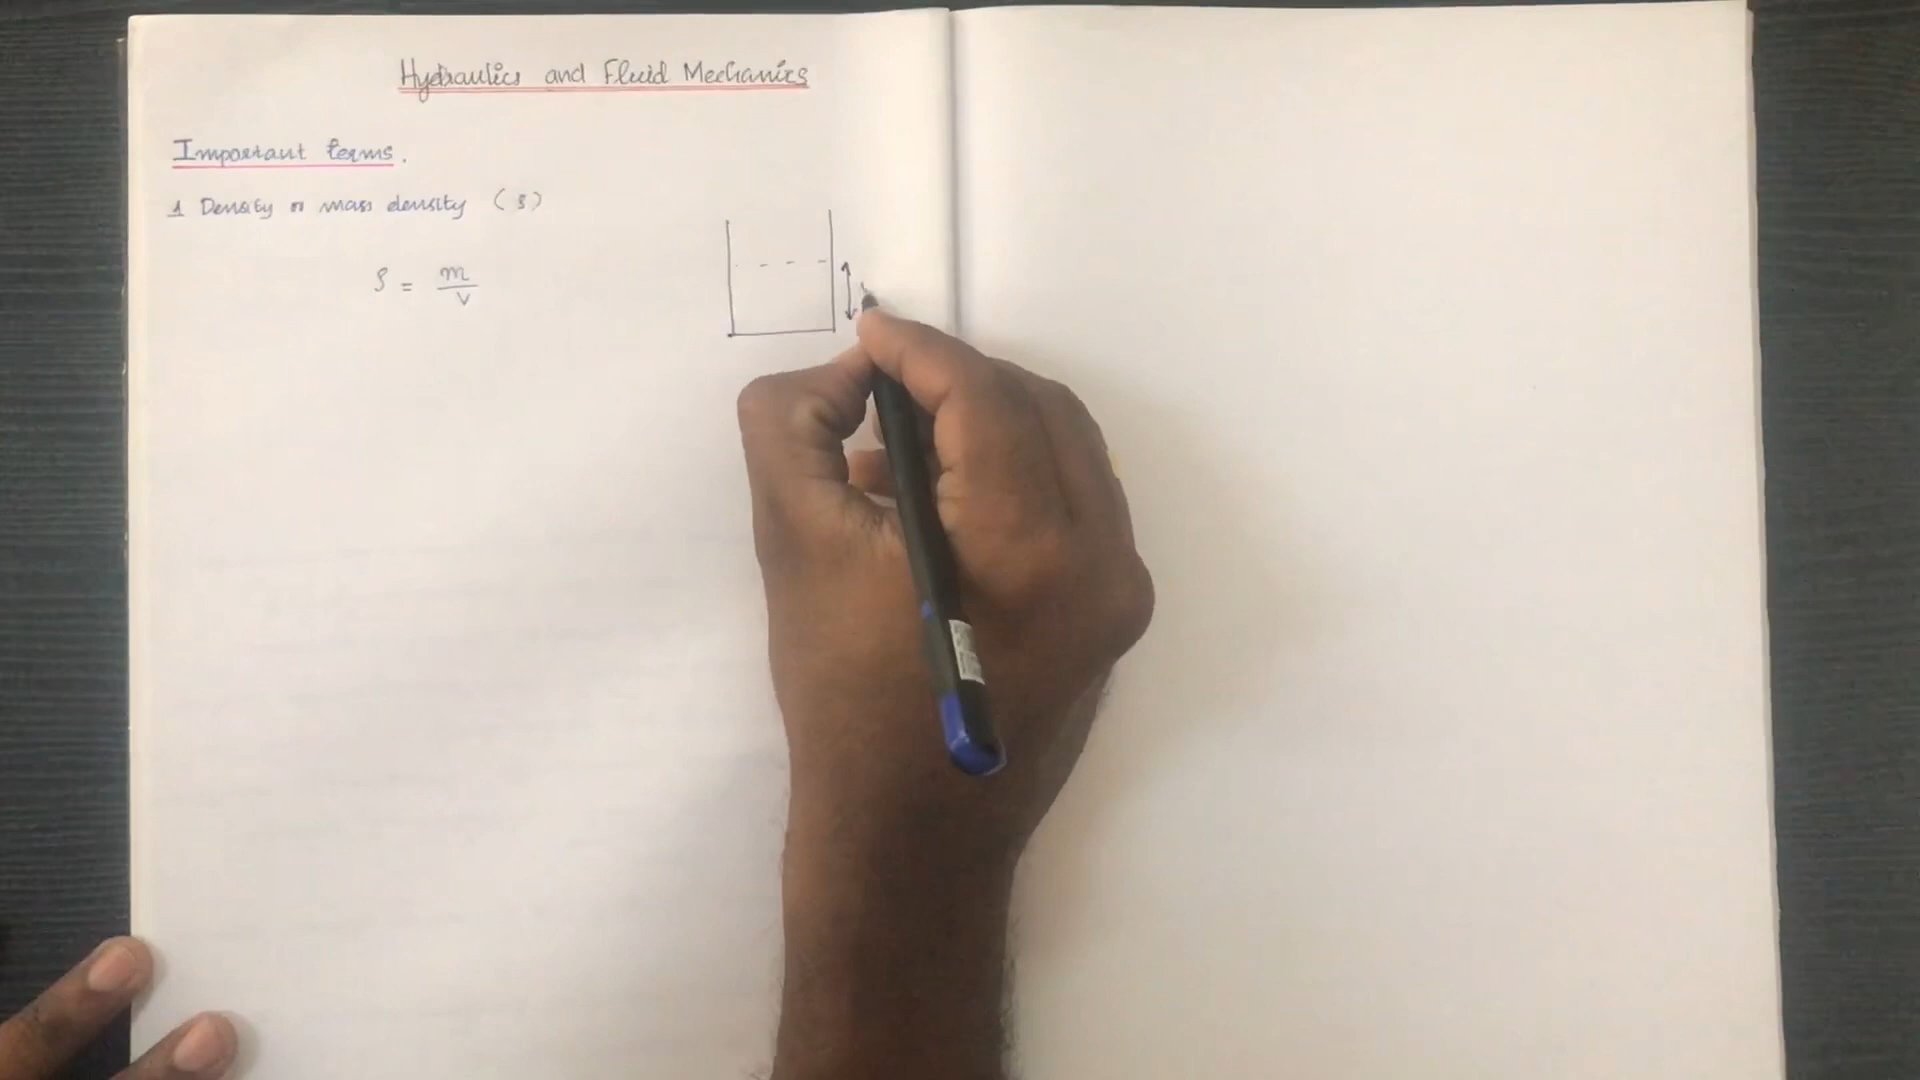 Hydraulics and Fluid Mechanics
Important terms.
1 Density or mass density (ρ)
ρ = m/v